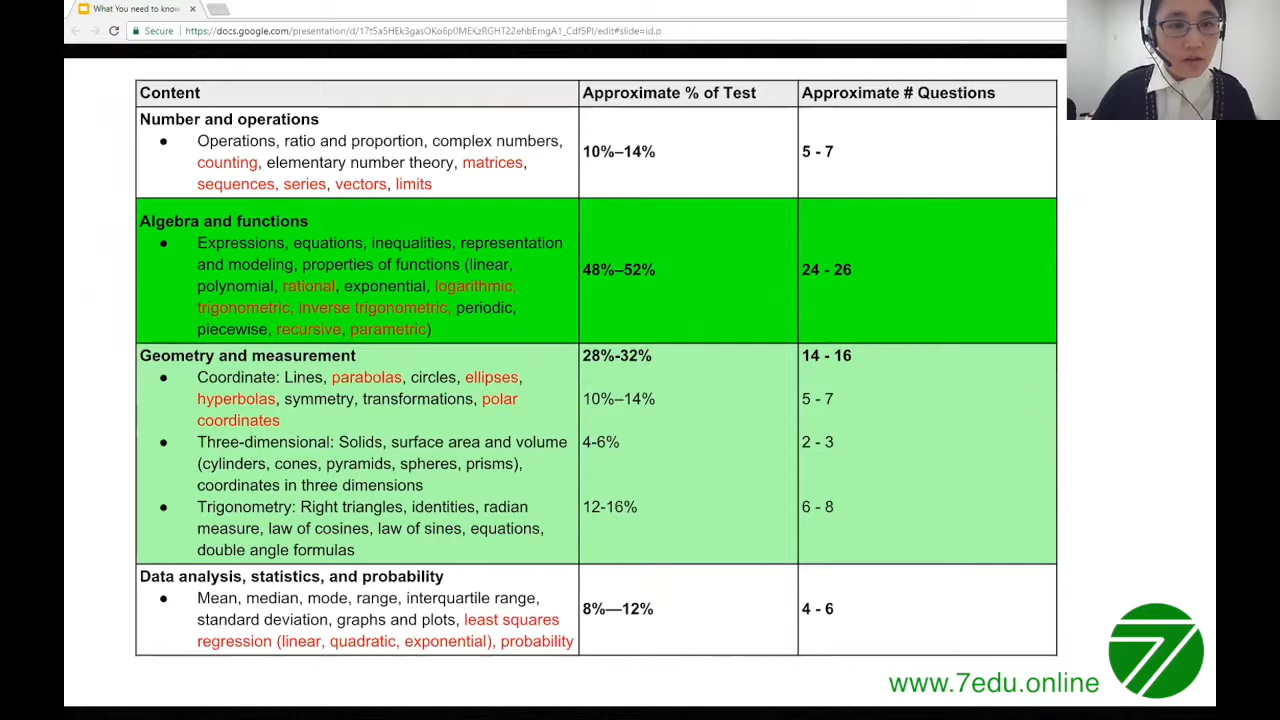 What You need to know
Secure
https://docs.google.com/presentation/d/17t5a5HEk3gasOKo6p0MEKzRGHT22ehbEmgA1_Cdf5PI/edit#slide=id.p
Content Approximate % of Test Approximate # Questions
Number and operations
● Operations, ratio and proportion, complex numbers,
counting, elementary number theory, matrices,
sequences, series, vectors, limits
10%–14% 5 - 7
Algebra and functions
● Expressions, equations, inequalities, representation
and modeling, properties of functions (linear,
polynomial, rational, exponential, logarithmic,
trigonometric, inverse trigonometric, periodic,
piecewise, recursive, parametric)
48%–52% 24 - 26
Geometry and measurement 28%-32% 14 - 16
● Coordinate: Lines, parabolas, circles, ellipses,
hyperbolas, symmetry, transformations, polar
coordinates
10%–14% 5 - 7
● Three-dimensional: Solids, surface area and volume 4-6% 2 - 3
(cylinders, cones, pyramids, spheres, prisms),
coordinates in three dimensions
● Trigonometry: Right triangles, identities, radian 12-16% 6 - 8
measure, law of cosines, law of sines, equations,
double angle formulas
Data analysis, statistics, and probability
● Mean, median, mode, range, interquartile range,
standard deviation, graphs and plots, least squares
regression (linear, quadratic, exponential), probability
8%—12% 4 - 6
www.7edu.online
7